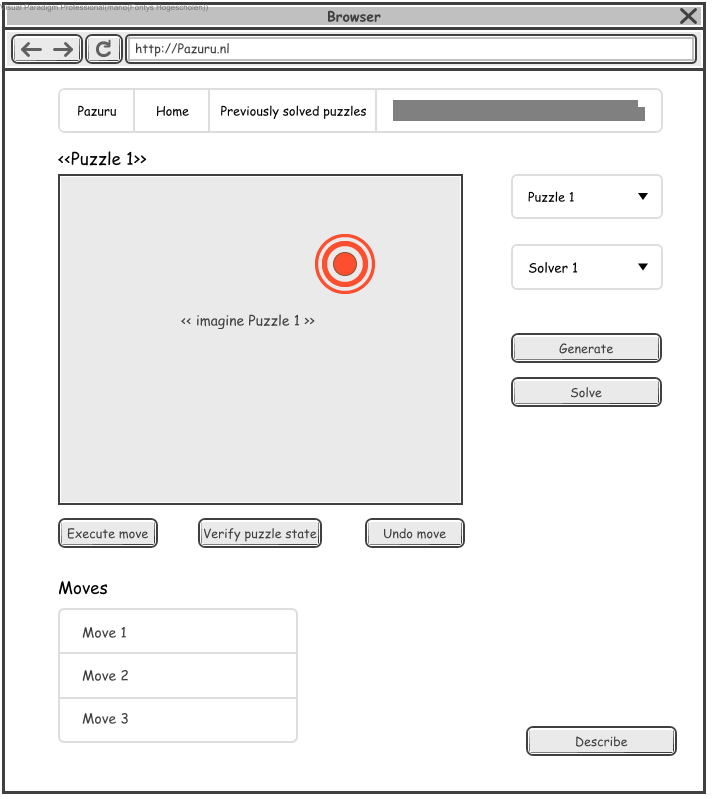 Visual Paradigm Professional(mano(Fontys Hogescholen))
Browser
http://Pazuru.nl
Pazuru
Home
Previously solved puzzles
<<Puzzle 1>>
Puzzle 1
Solver 1
<< imagine Puzzle 1 >>
Generate
Solve
Execute move
Verify puzzle state
Undo move
Moves
Move 1
Move 2
Move 3
Describe